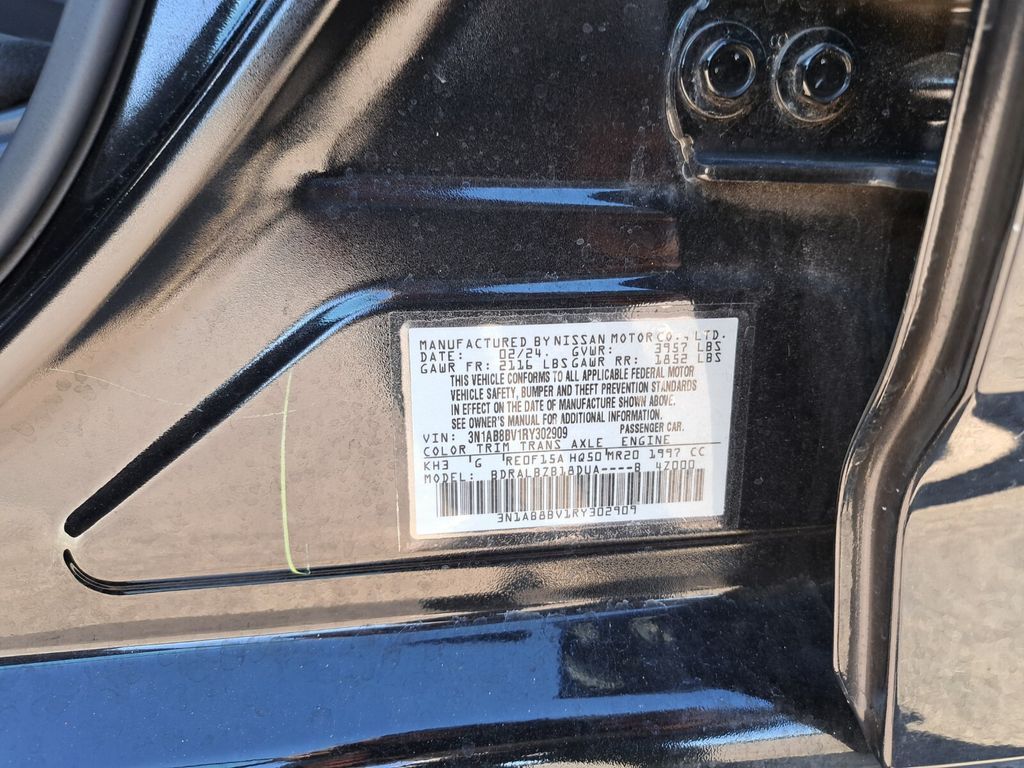 MANUFACTURED BY NISSAN MOTOR CO., LTD.
DATE: 02/24 GVWR: 3957 LBS
GAWR FR: 2116 LBS GAWR RR: 1852 LBS
THIS VEHICLE CONFORMS TO ALL APPLICABLE FEDERAL MOTOR
VEHICLE SAFETY, BUMPER AND THEFT PREVENTION STANDARDS
IN EFFECT ON THE DATE OF MANUFACTURE SHOWN ABOVE.
SEE OWNER'S MANUAL FOR ADDITIONAL INFORMATION.
VIN: 3N1AB8BV1RY302909 PASSENGER CAR.
COLOR TRIM TRANS AXLE ENGINE
KH3 G RE0F15A HQ50 MR20 1997 CC
MODEL: BDRALBZB18DUA----B 4Z000
3N1AB8BV1RY302909